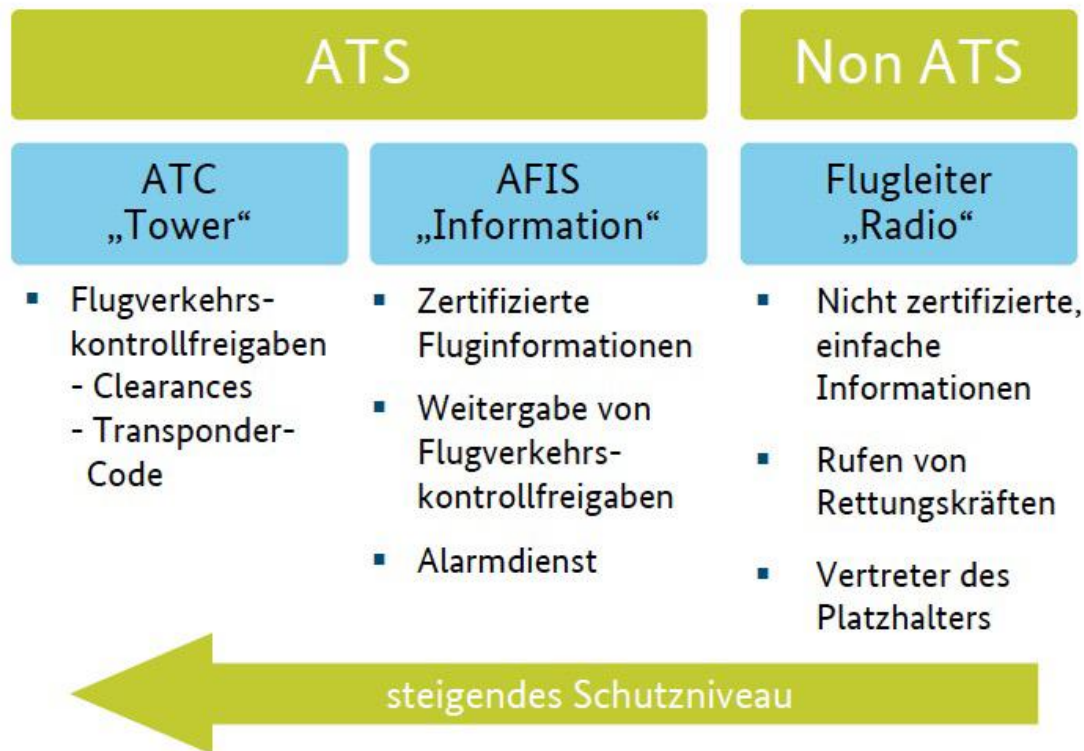 ATS
Non ATS
ATC
„Tower“
AFIS
„Information“
Flugleiter
„Radio“
▪ Flugverkehrs-
kontrollfreigaben
- Clearances
- Transponder-
Code
▪ Zertifizierte
Fluginformationen
▪ Weitergabe von
Flugverkehrs-
kontrollfreigaben
▪ Alarmdienst
▪ Nicht zertifizierte,
einfache
Informationen
▪ Rufen von
Rettungskräften
▪ Vertreter des
Platzhalters
steigendes Schutzniveau